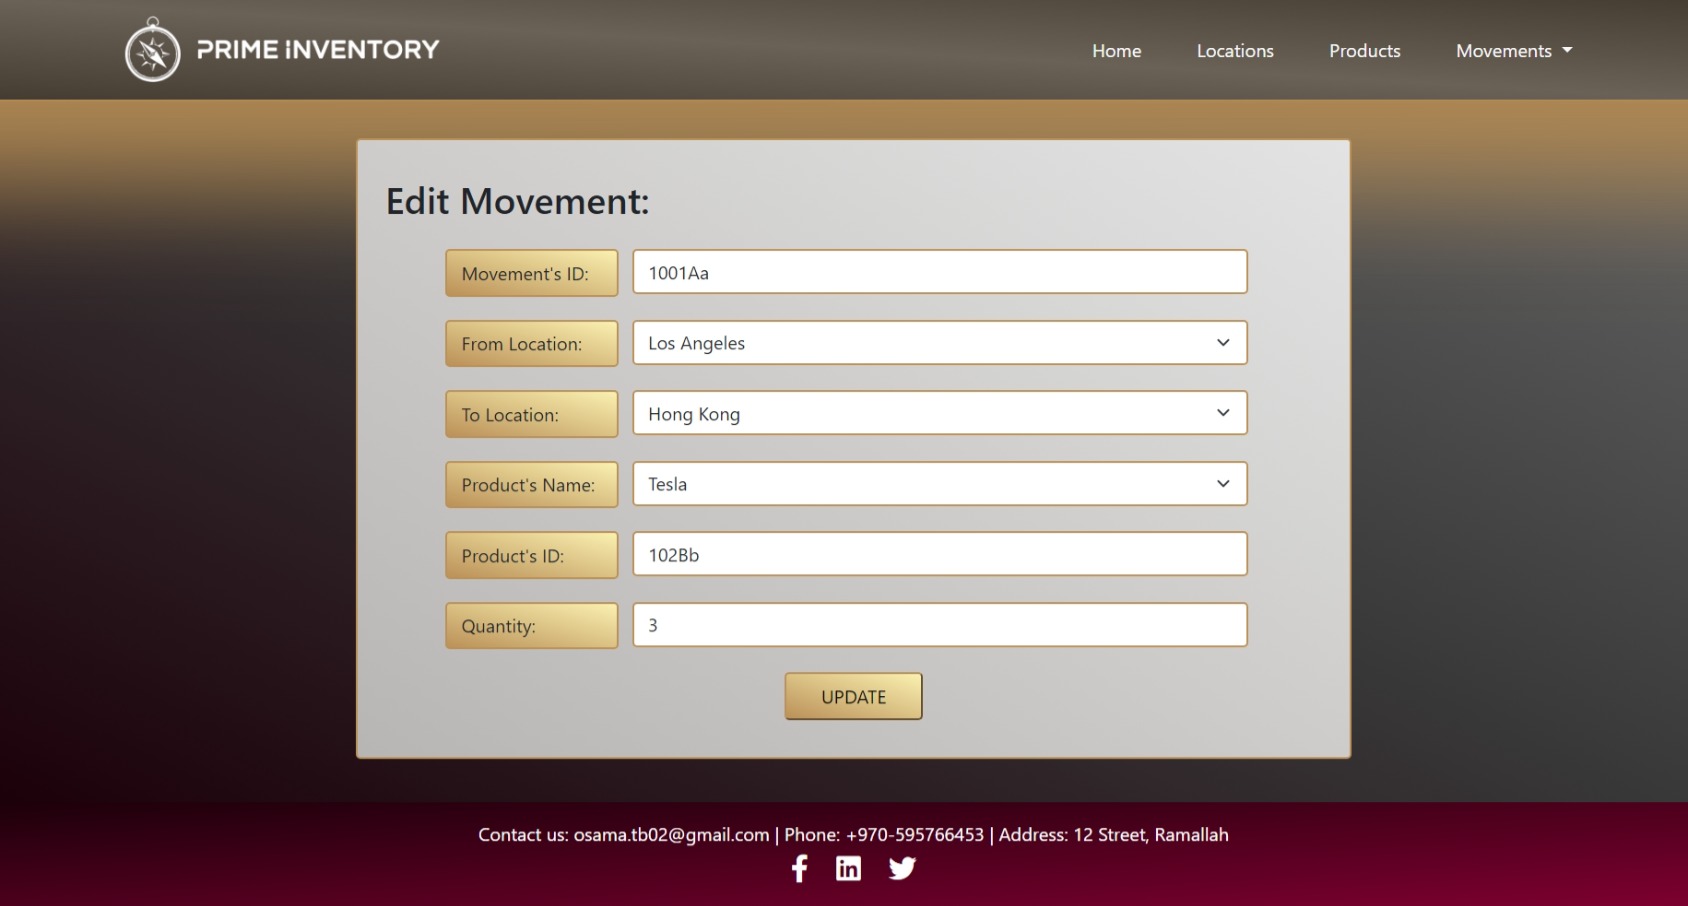 PRIME INVENTORY
Home Locations Products Movements
Edit Movement:
Movement's ID: 1001Aa
From Location: Los Angeles
To Location: Hong Kong
Product's Name: Tesla
Product's ID: 102Bb
Quantity: 3
UPDATE
Contact us: osama.tb02@gmail.com | Phone: +970-595766453 | Address: 12 Street, Ramallah